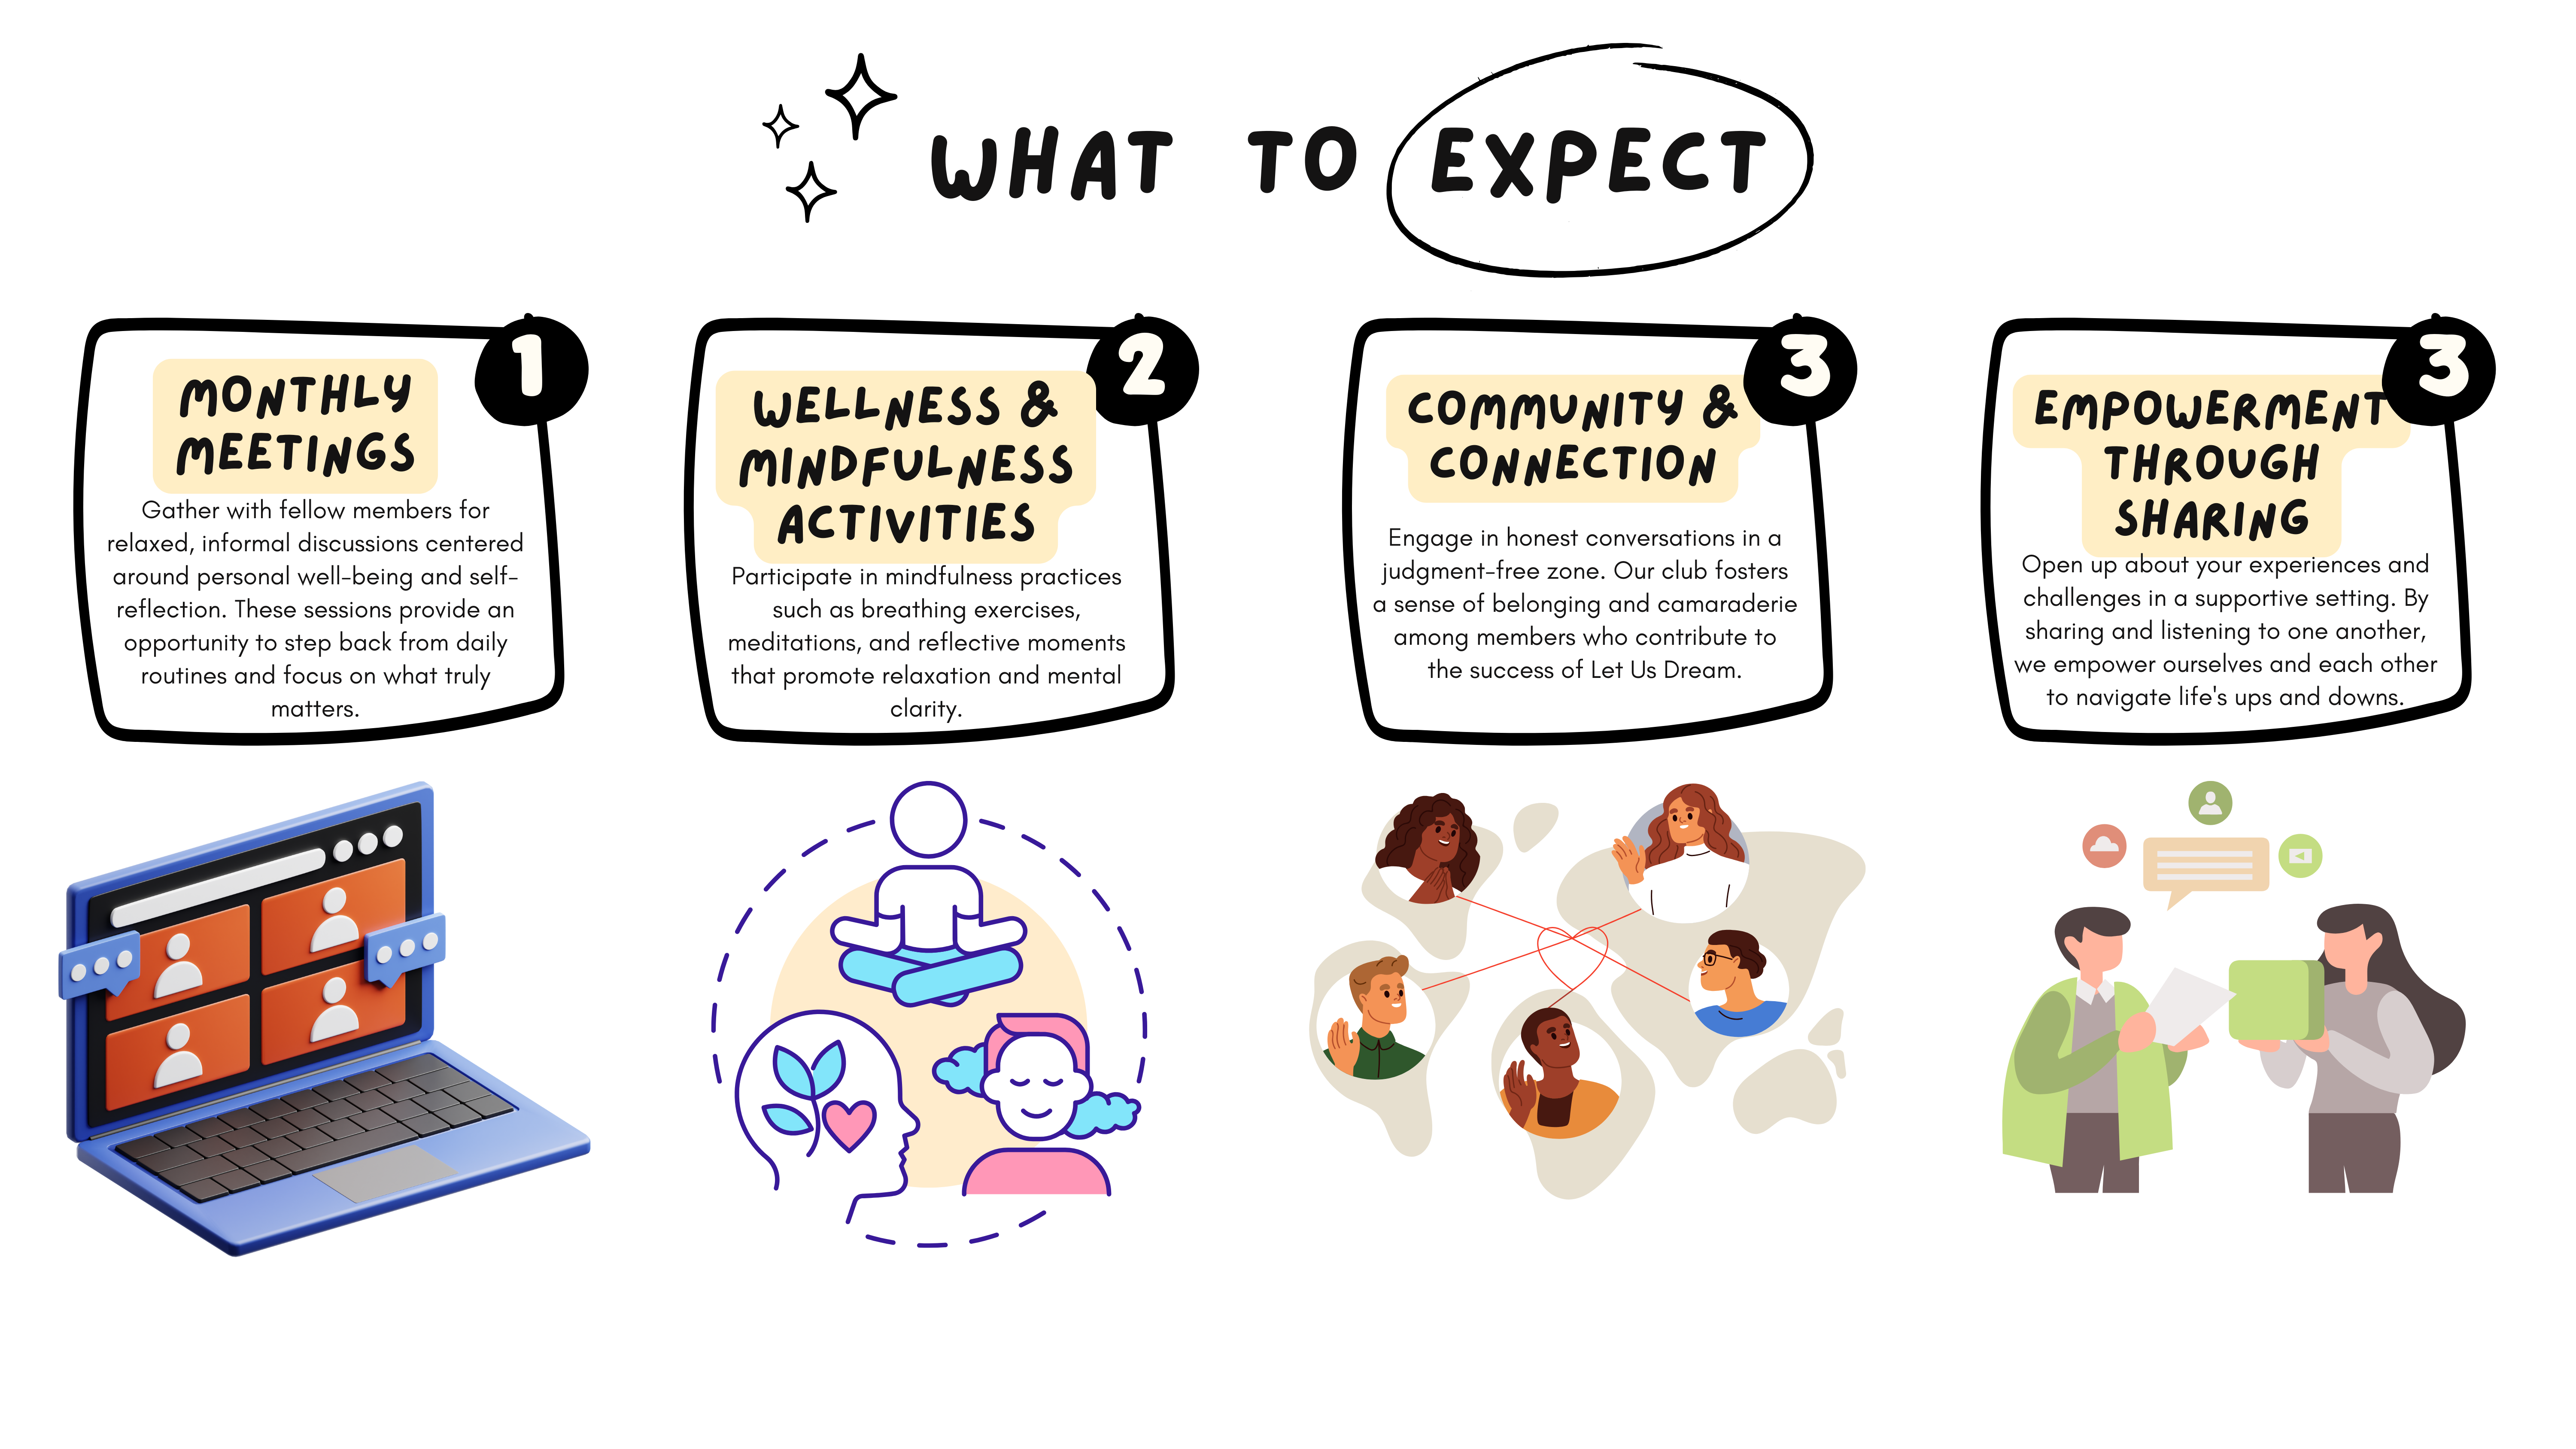 WHAT TO EXPECT
1
MONTHLY
MEETINGS
Gather with fellow members for
relaxed, informal discussions centered
around personal well-being and self-
reflection. These sessions provide an
opportunity to step back from daily
routines and focus on what truly
matters.
2
WELLNESS &
MINDFULNESS
ACTIVITIES
Participate in mindfulness practices
such as breathing exercises,
meditations, and reflective moments
that promote relaxation and mental
clarity.
3
COMMUNITY &
CONNECTION
Engage in honest conversations in a
judgment-free zone. Our club fosters
a sense of belonging and camaraderie
among members who contribute to
the success of Let Us Dream.
3
EMPOWERMENT
THROUGH
SHARING
Open up about your experiences and
challenges in a supportive setting. By
sharing and listening to one another,
we empower ourselves and each other
to navigate life's ups and downs.